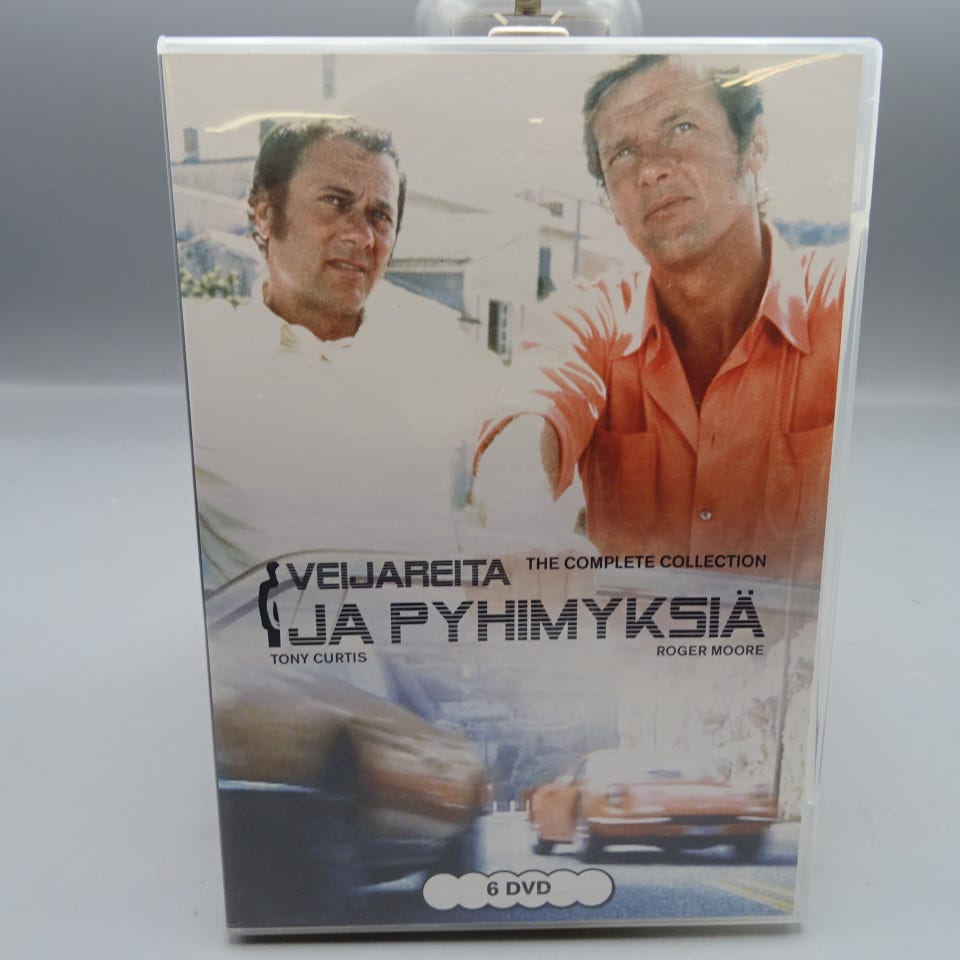 THE COMPLETE COLLECTION
VEIJAREITA
JA PYHIMYKSIÄ
TONY CURTIS
ROGER MOORE
6 DVD